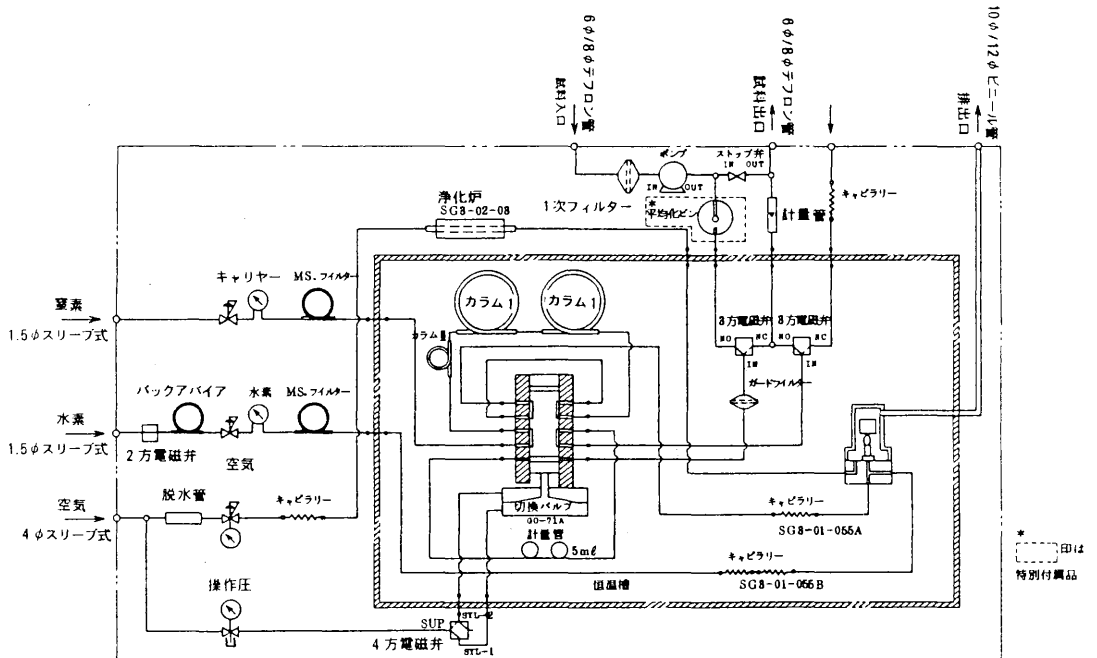 6φ/8φテフロン管
試料入口
6φ/8φテフロン管
試料出口
10φ/12φビニール管
排出口
ポンプ
ストップ弁
IN OUT
IN OUT
浄化炉
SG3-02-03
1次フィルター
*
平均化ビン
計量管
キャピラリー
キャリヤー
MS.フィルター
窒素
1.5φスリーブ式
カラム1
カラム1
カラムⅡ
3方電磁弁
3方電磁弁
NO
NC
NO
NC
IN
IN
ガードフィルター
バックアバイア
水素
MS.フィルター
水素
1.5φスリーブ式
2方電磁弁
空気
空気
4φスリーブ式
脱水管
キャピラリー
切換バルブ
GO-71A
計量管
5mℓ
キャピラリー
SG3-01-055A
キャピラリー
SG3-01-055B
恒温槽
操作圧
SUP
STL-2
4方電磁弁
STL-1
*
印は
特別付属品